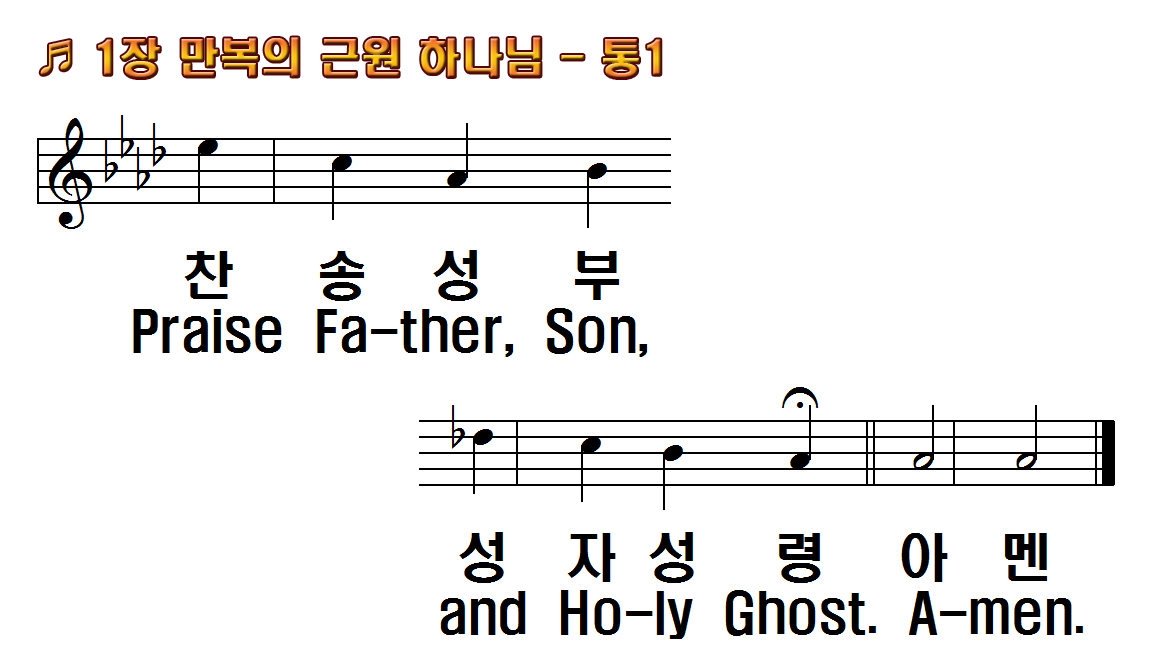 ♬ 1장 만복의 근원 하나님 - 통1
찬 송 성 부
Praise Fa-ther, Son,
성 자 성 령 아 멘
and Ho-ly Ghost. A-men.